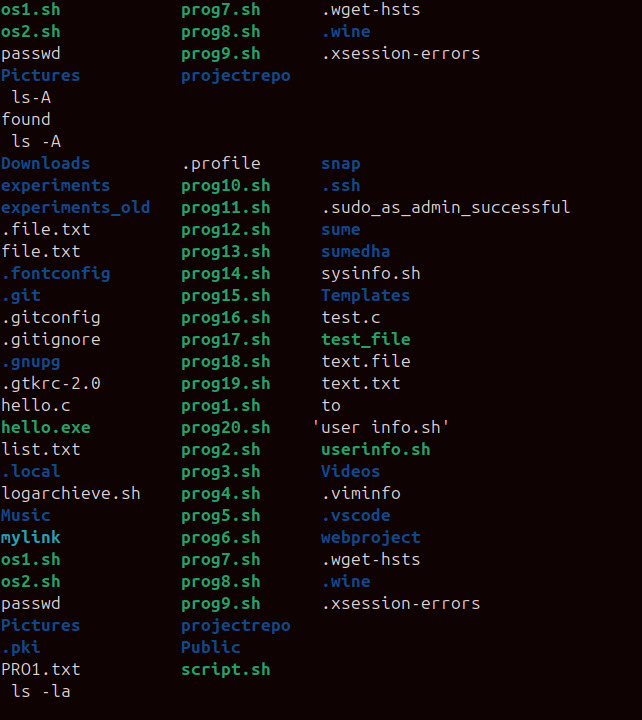 os1.sh prog7.sh .wget-hsts
os2.sh prog8.sh .wine
passwd prog9.sh .xsession-errors
Pictures projectrepo
ls-A
found
ls -A
Downloads .profile snap
experiments prog10.sh .ssh
experiments_old prog11.sh .sudo_as_admin_successful
.file.txt prog12.sh sume
file.txt prog13.sh sumedha
.fontconfig prog14.sh sysinfo.sh
.git prog15.sh Templates
.gitconfig prog16.sh test.c
.gitignore prog17.sh test_file
.gnupg prog18.sh text.file
.gtkrc-2.0 prog19.sh text.txt
hello.c prog1.sh to
hello.exe prog20.sh 'user info.sh'
list.txt prog2.sh userinfo.sh
.local prog3.sh Videos
logarchieve.sh prog4.sh .viminfo
Music prog5.sh .vscode
mylink prog6.sh webproject
os1.sh prog7.sh .wget-hsts
os2.sh prog8.sh .wine
passwd prog9.sh .xsession-errors
Pictures projectrepo
.pki Public
PRO1.txt script.sh
ls -la